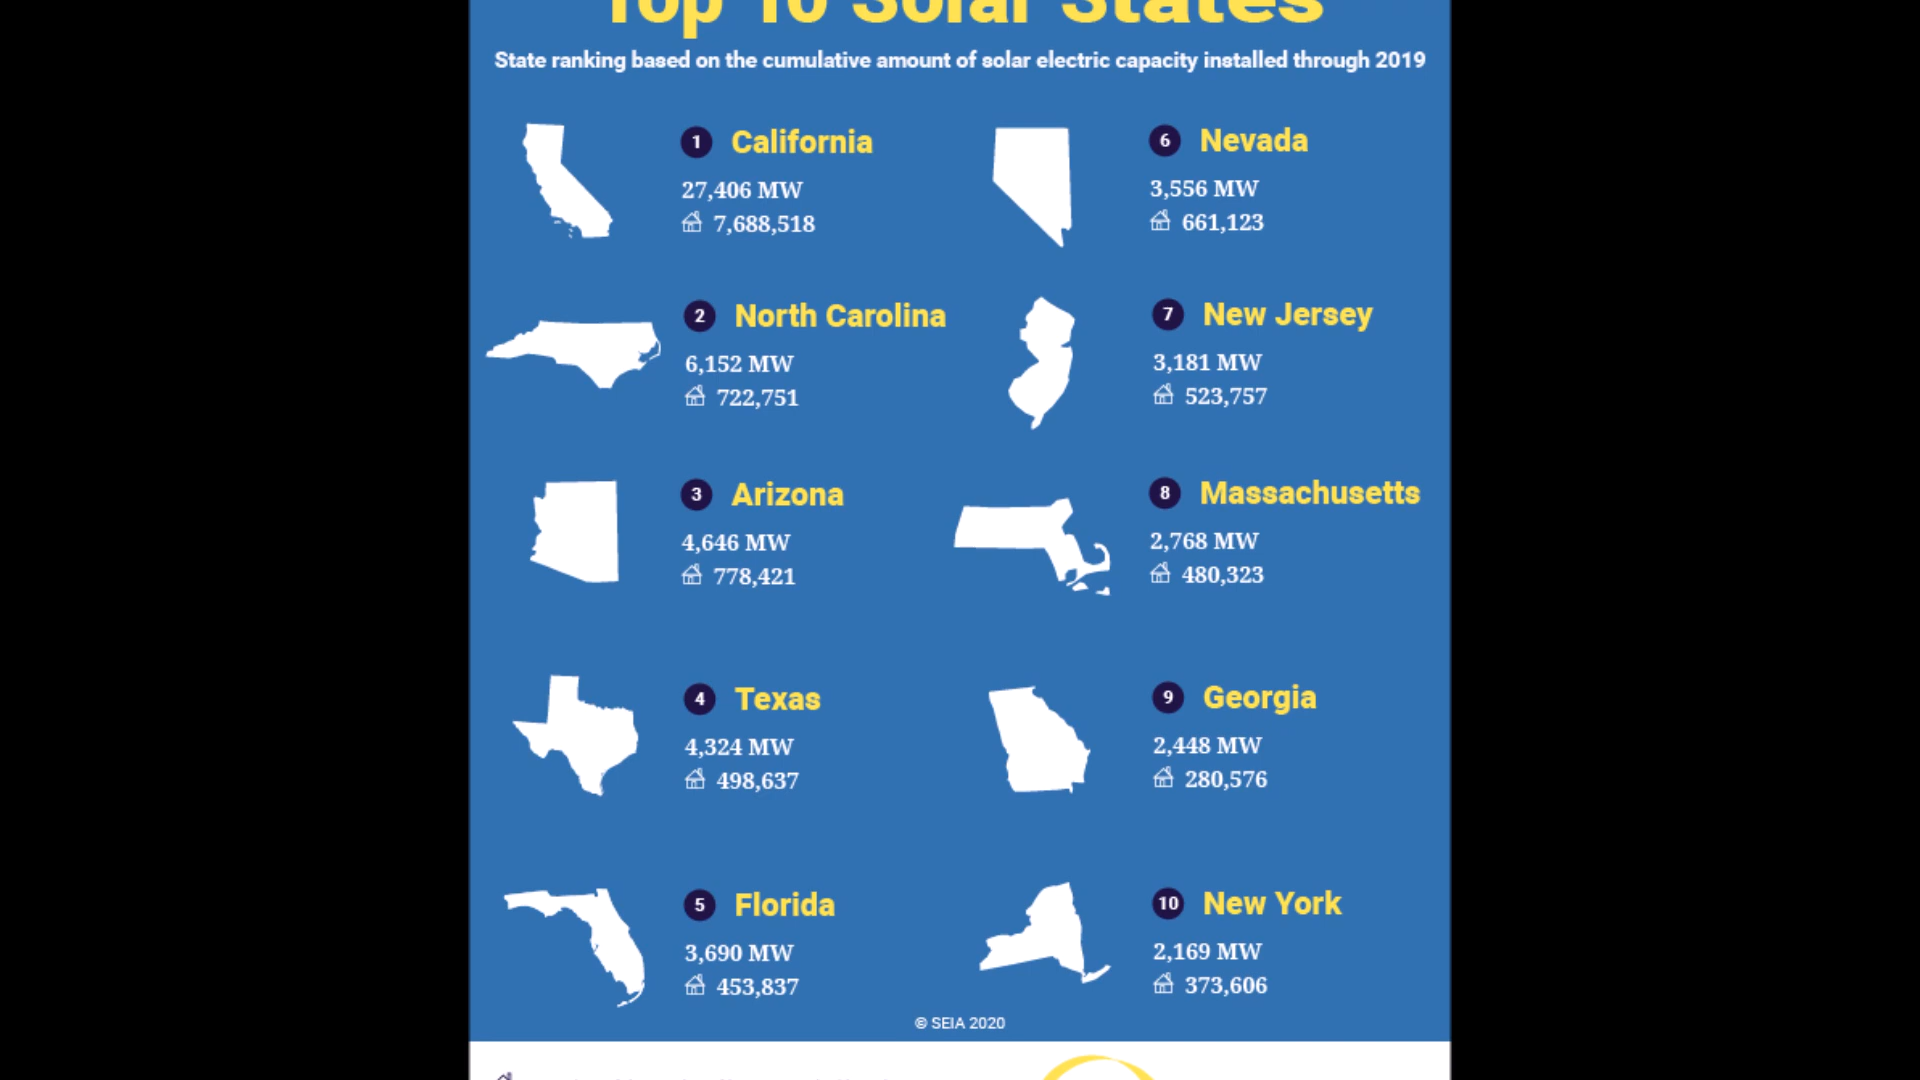 Top 10 Solar States
State ranking based on the cumulative amount of solar electric capacity installed through 2019
1 California
27,406 MW
7,688,518
2 North Carolina
6,152 MW
722,751
3 Arizona
4,646 MW
778,421
4 Texas
4,324 MW
498,637
5 Florida
3,690 MW
453,837
6 Nevada
3,556 MW
661,123
7 New Jersey
3,181 MW
523,757
8 Massachusetts
2,768 MW
480,323
9 Georgia
2,448 MW
280,576
10 New York
2,169 MW
373,606
© SEIA 2020